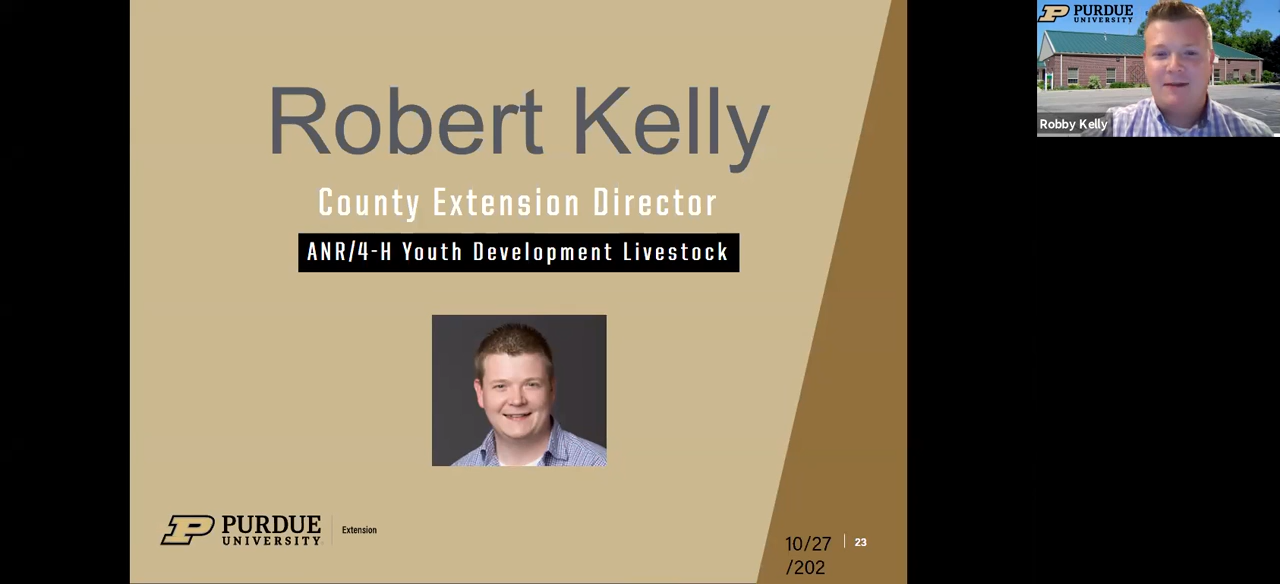 Robert Kelly
County Extension Director
ANR/4-H Youth Development Livestock
PURDUE
UNIVERSITY
Extension
10/27
/202
23
PURDUE
UNIVERSITY
Robby Kelly